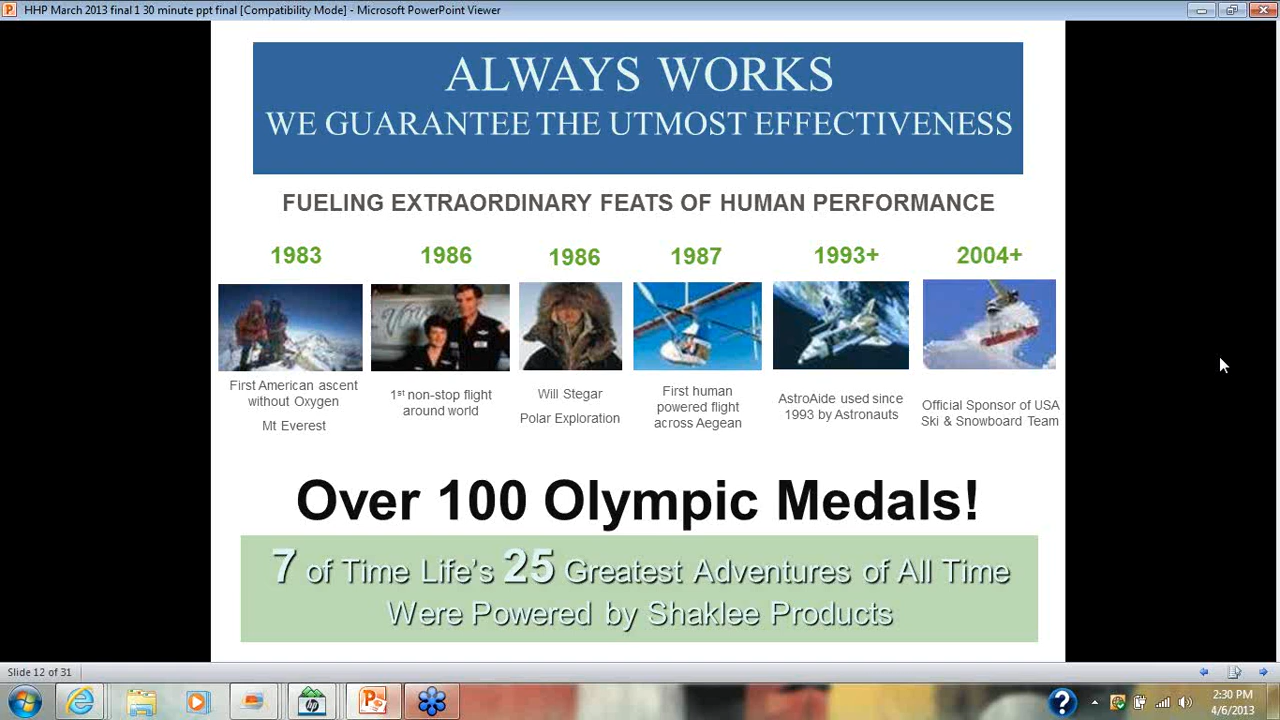 HHP March 2013 final 1 30 minute ppt final [Compatibility Mode] - Microsoft PowerPoint Viewer
ALWAYS WORKS
WE GUARANTEE THE UTMOST EFFECTIVENESS
FUELING EXTRAORDINARY FEATS OF HUMAN PERFORMANCE
1983
1986
1986
1987
1993+
2004+
First American ascent
without Oxygen
Mt Everest
1st non-stop flight
around world
Will Stegar
Polar Exploration
First human
powered flight
across Aegean
AstroAide used since
1993 by Astronauts
Official Sponsor of USA
Ski & Snowboard Team
Over 100 Olympic Medals!
7 of Time Life's 25 Greatest Adventures of All Time
Were Powered by Shaklee Products
Slide 12 of 31
2:30 PM
4/6/2013